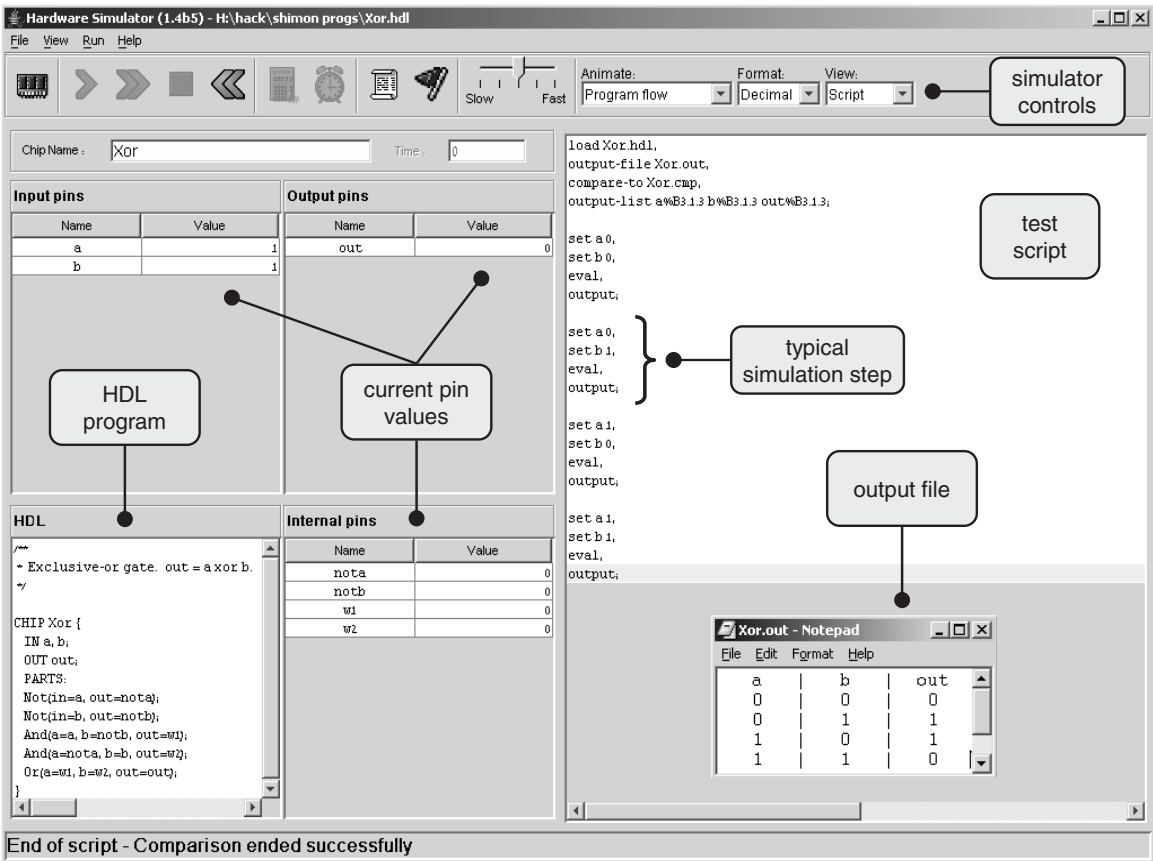 Hardware Simulator (1.4b5) - H:\hack\shimon progs\Xor.hdl
File View Run Help
Slow Fast
Animate: Format: View:
Program flow Decimal Script
simulator
controls
Chip Name : Xor Time : 0
Input pins
Name Value
a 1
b 1
Output pins
Name Value
out 0
HDL
program
current pin
values
HDL
/**
* Exclusive-or gate. out = a xor b.
*/
CHIP Xor {
IN a, b;
OUT out;
PARTS:
Not(in=a, out=nota);
Not(in=b, out=notb);
And(a=a, b=notb, out=w1);
And(a=nota, b=b, out=w2);
Or(a=w1, b=w2, out=out);
}
Internal pins
Name Value
nota 0
notb 0
w1 0
w2 0
load Xor.hdl,
output-file Xor.out,
compare-to Xor.cmp,
output-list a%B3.1.3 b%B3.1.3 out%B3.1.3;
set a 0,
set b 0,
eval,
output;
set a 0,
set b 1,
eval,
output;
set a 1,
set b 0,
eval,
output;
set a 1,
set b 1,
eval,
output;
test
script
typical
simulation step
output file
Xor.out - Notepad
File Edit Format Help
a | b | out
0 | 0 | 0
0 | 1 | 1
1 | 0 | 1
1 | 1 | 0
End of script - Comparison ended successfully